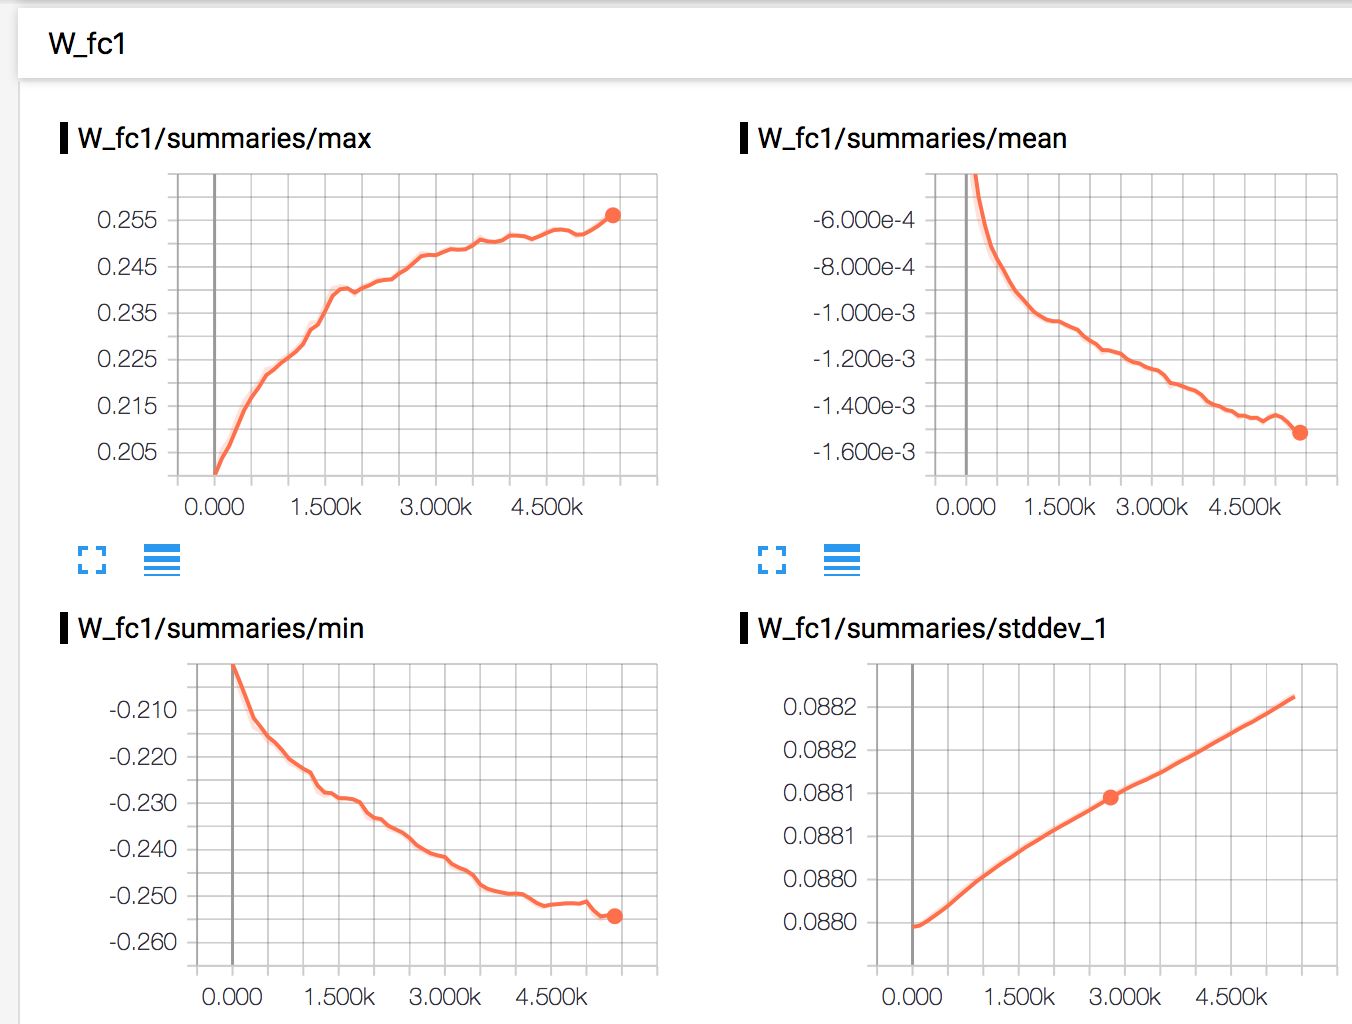 W_fc1
W_fc1/summaries/max
0.255
0.245
0.235
0.225
0.215
0.205
0.000 1.500k 3.000k 4.500k
W_fc1/summaries/mean
-6.000e-4
-8.000e-4
-1.000e-3
-1.200e-3
-1.400e-3
-1.600e-3
0.000 1.500k 3.000k 4.500k
W_fc1/summaries/min
-0.210
-0.220
-0.230
-0.240
-0.250
-0.260
0.000 1.500k 3.000k 4.500k
W_fc1/summaries/stddev_1
0.0882
0.0882
0.0881
0.0881
0.0880
0.0880
0.000 1.500k 3.000k 4.500k